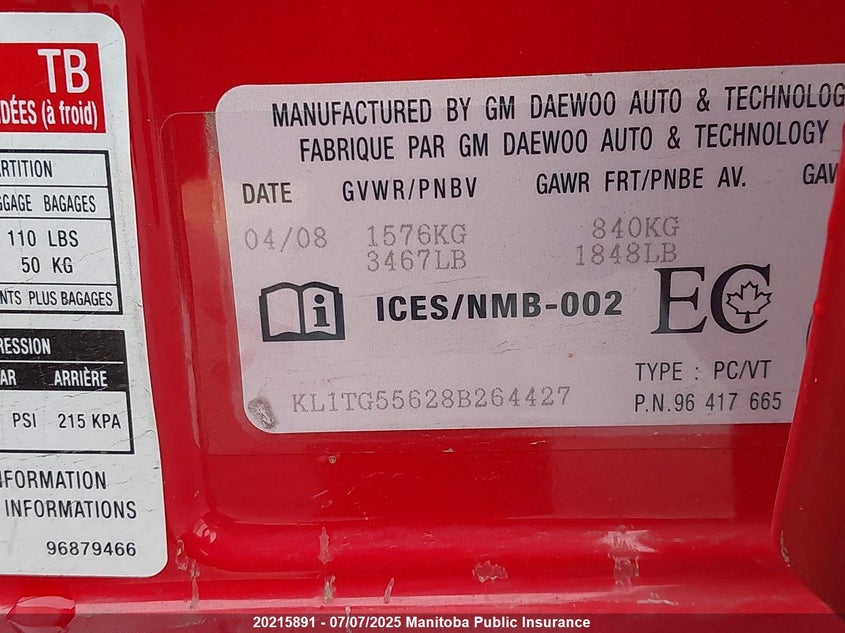 TB
DÉES (à froid)
ARTITION
GGAGE BAGAGES
110 LBS
50 KG
NTS PLUS BAGAGES
RESSION
AR ARRIÈRE
PSI 215 KPA
NFORMATION
INFORMATIONS
96879466
MANUFACTURED BY GM DAEWOO AUTO & TECHNOLOG
FABRIQUE PAR GM DAEWOO AUTO & TECHNOLOGY
DATE GVWR/PNBV GAWR FRT/PNBE AV. GAW
04/08 1576KG 840KG
3467LB 1848LB
i ICES/NMB-002 EC
TYPE : PC/VT
KL1TG55628B264427 P.N.96 417 665
20215891 - 07/07/2025 Manitoba Public Insurance